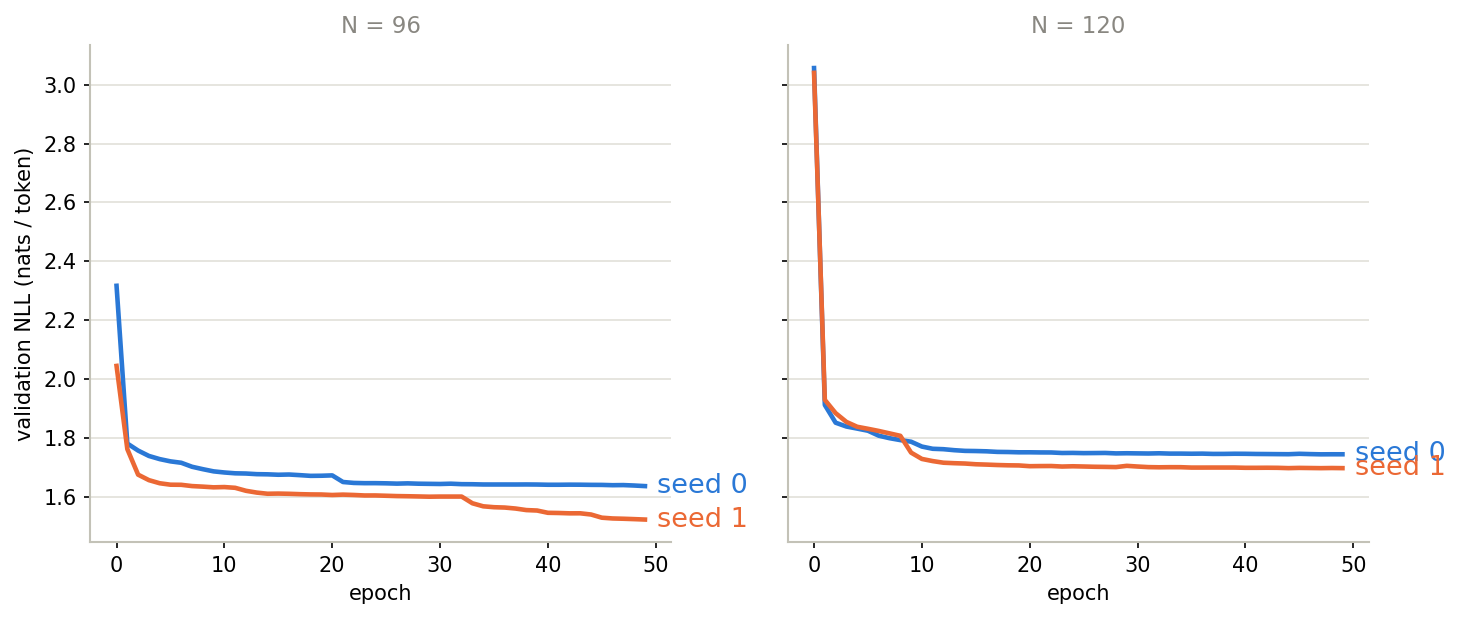 N = 96
N = 120
validation NLL (nats / token)
3.0
2.8
2.6
2.4
2.2
2.0
1.8
1.6
seed 0
seed 1
seed 0
seed 1
0 10 20 30 40 50
0 10 20 30 40 50
epoch
epoch